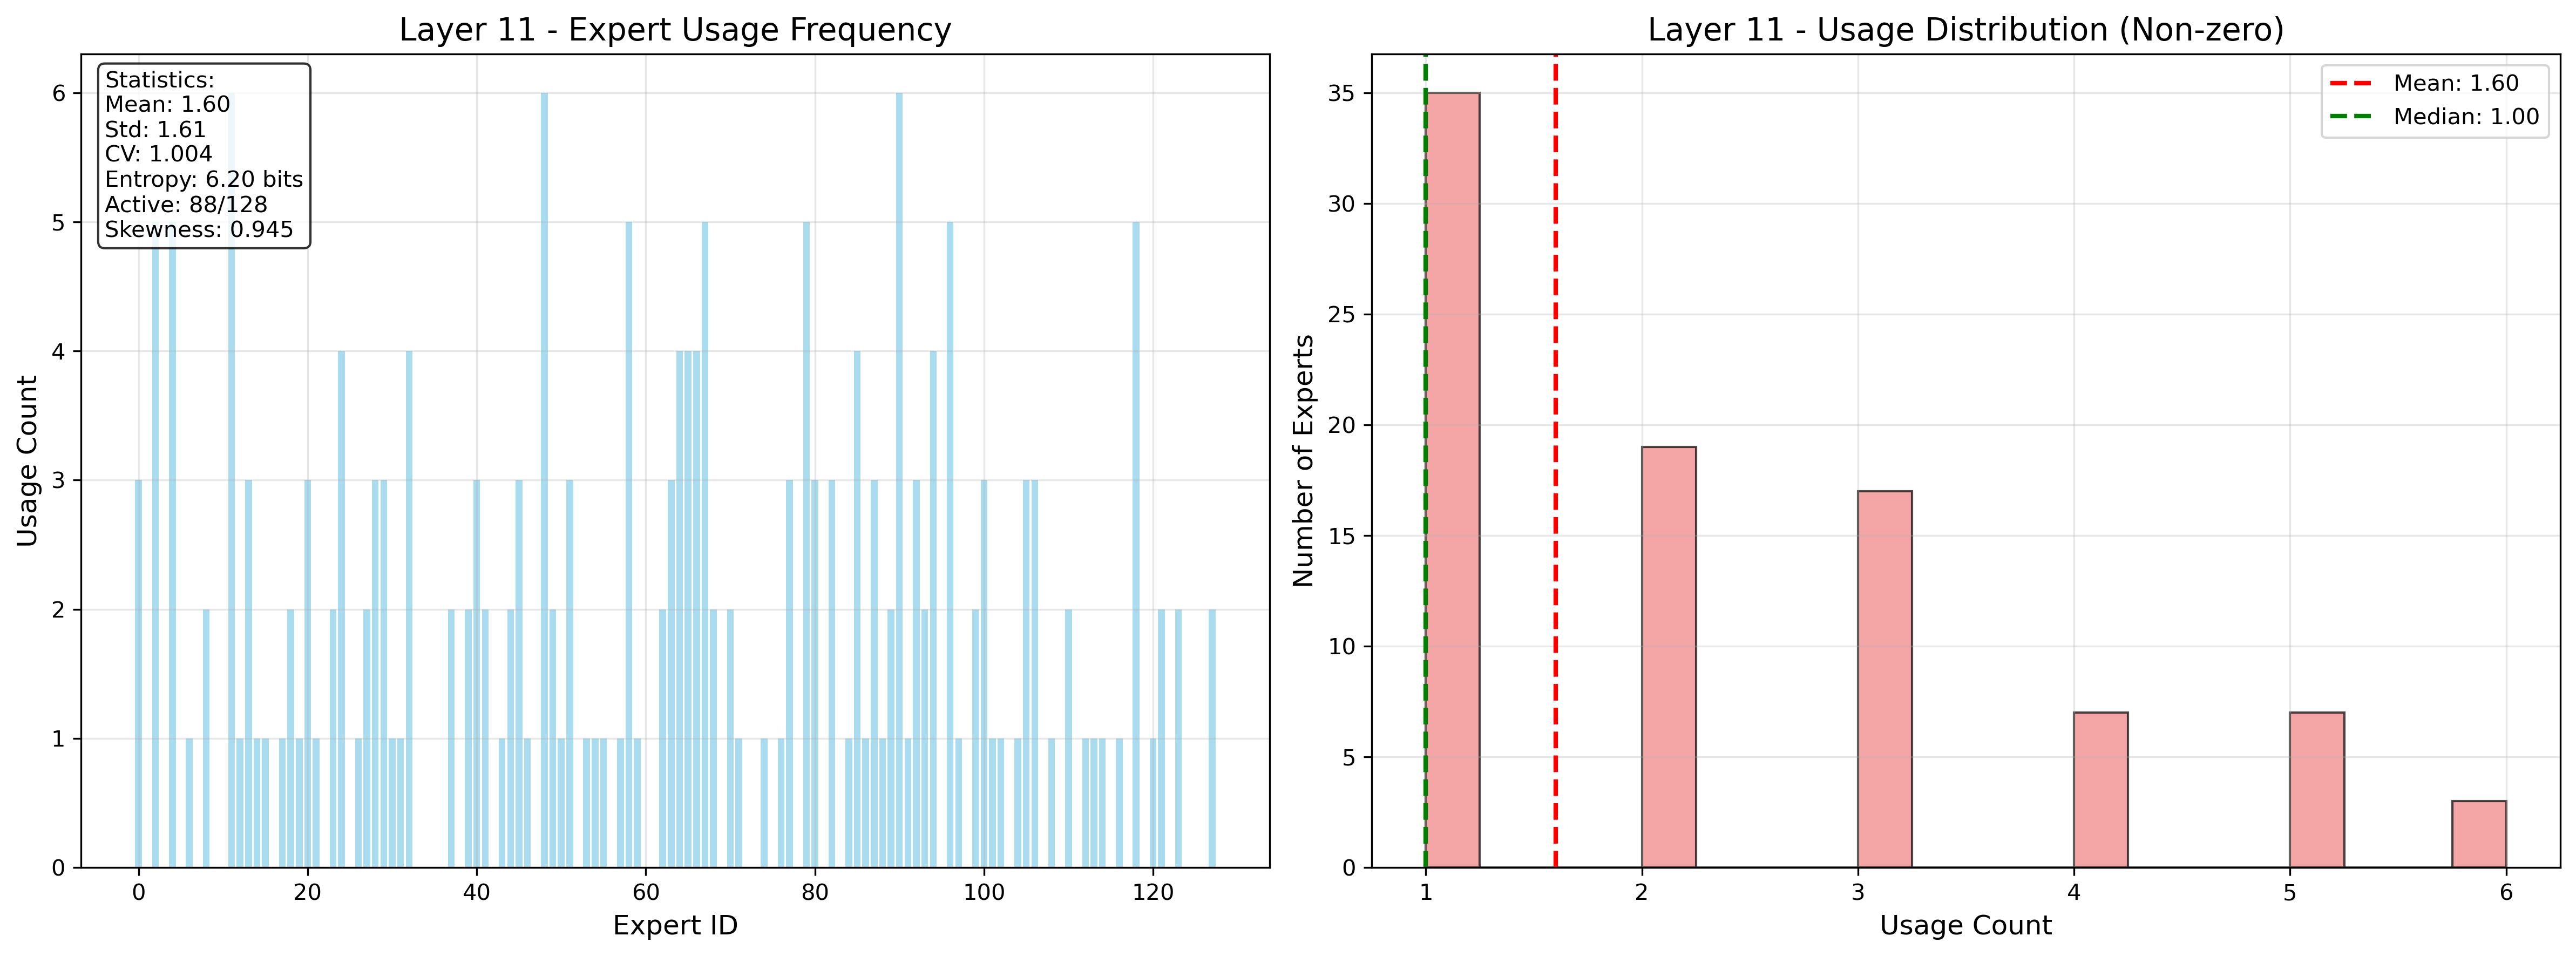 Layer 11 - Expert Usage Frequency
Statistics:
Mean: 1.60
Std: 1.61
CV: 1.004
Entropy: 6.20 bits
Active: 88/128
Skewness: 0.945
Usage Count
6
5
4
3
2
1
0
0 20 40 60 80 100 120
Expert ID
Layer 11 - Usage Distribution (Non-zero)
Mean: 1.60
Median: 1.00
Number of Experts
35
30
25
20
15
10
5
0
1 2 3 4 5 6
Usage Count